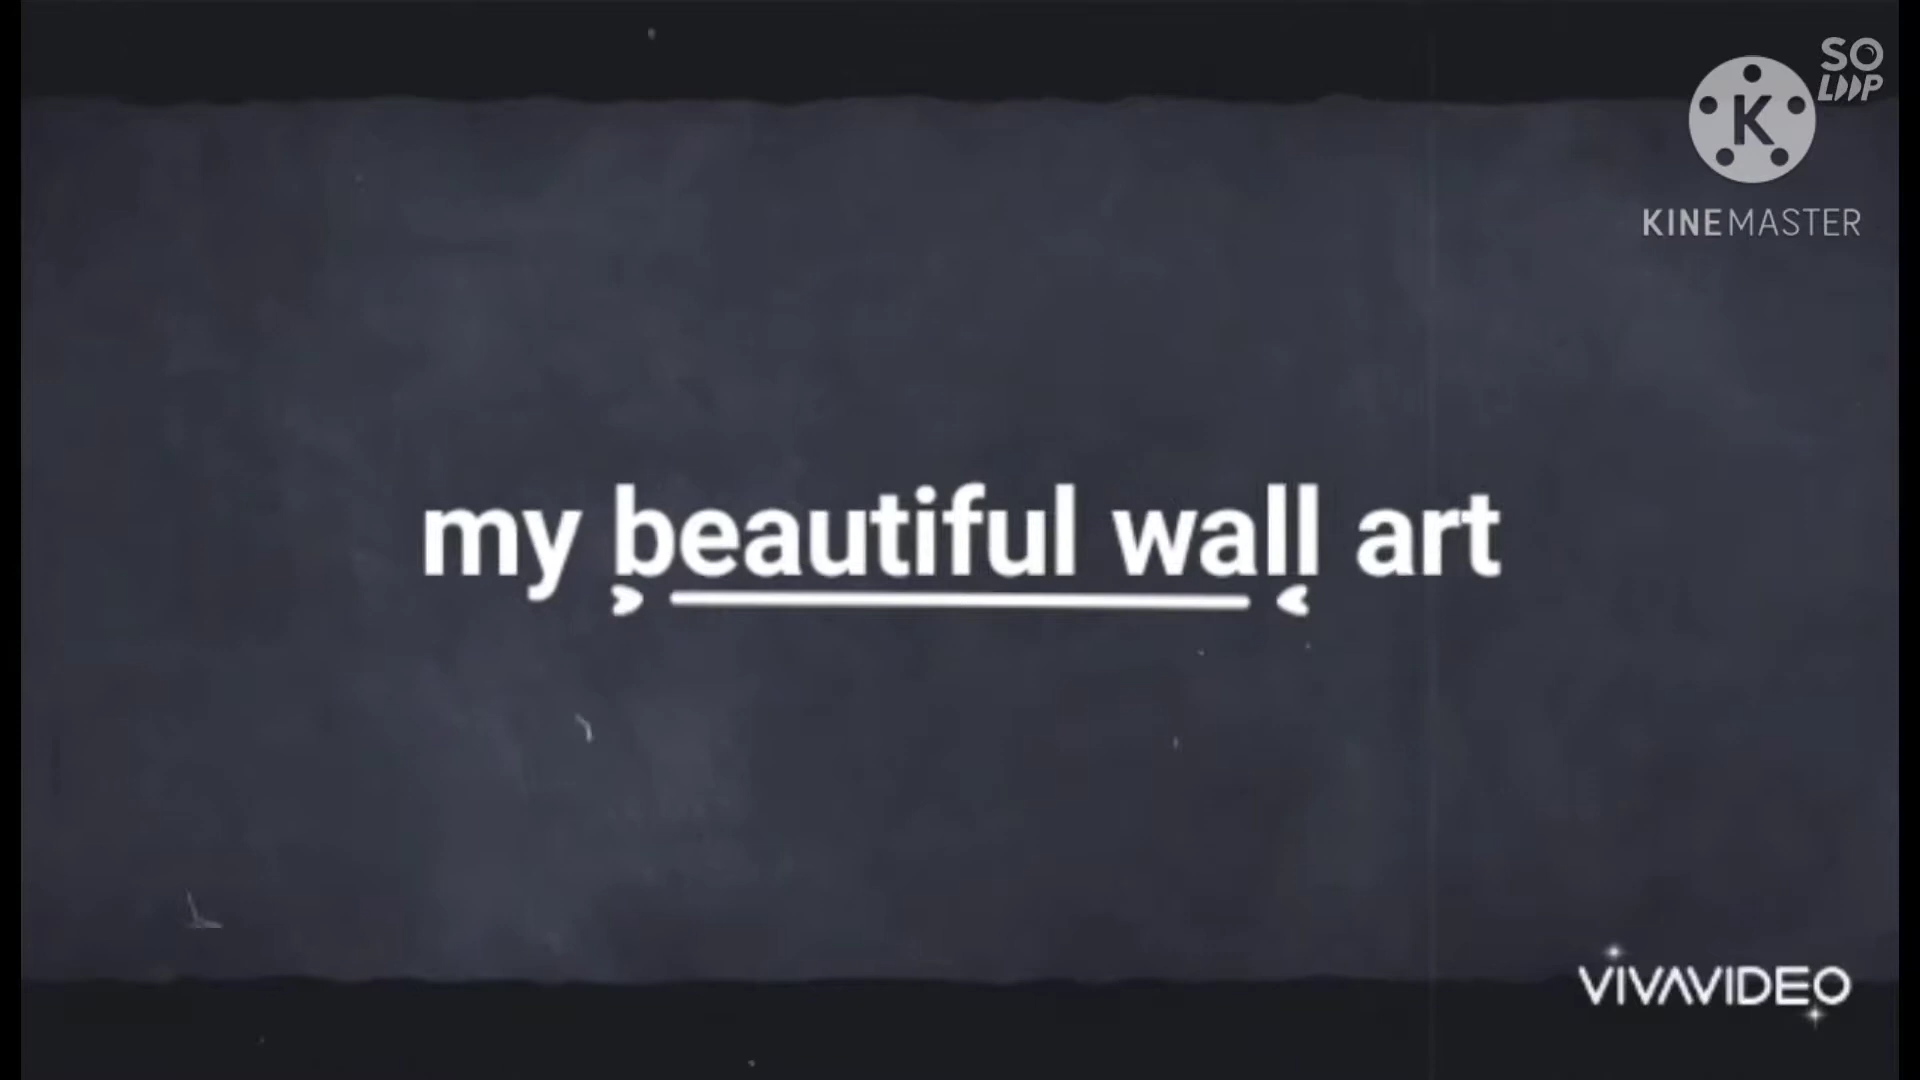 SO
LOOP
K
KINEMASTER
my beautiful wall art
VIVAVIDEO